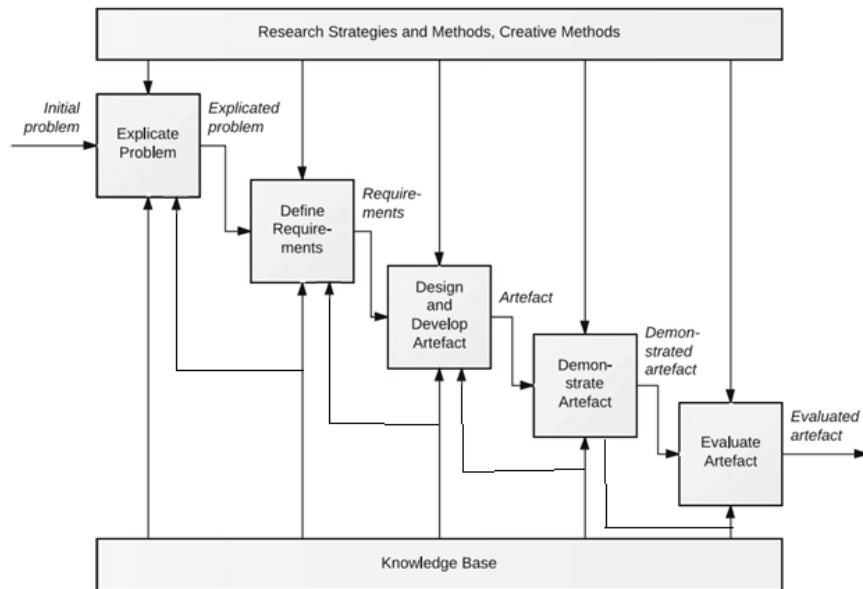 Research Strategies and Methods, Creative Methods
Initial
problem
Explicate
Problem
Explicated
problem
Define
Require-
ments
Require-
ments
Design
and
Develop
Artefact
Artefact
Demon-
strate
Artefact
Demon-
strated
artefact
Evaluate
Artefact
Evaluated
artefact
Knowledge Base